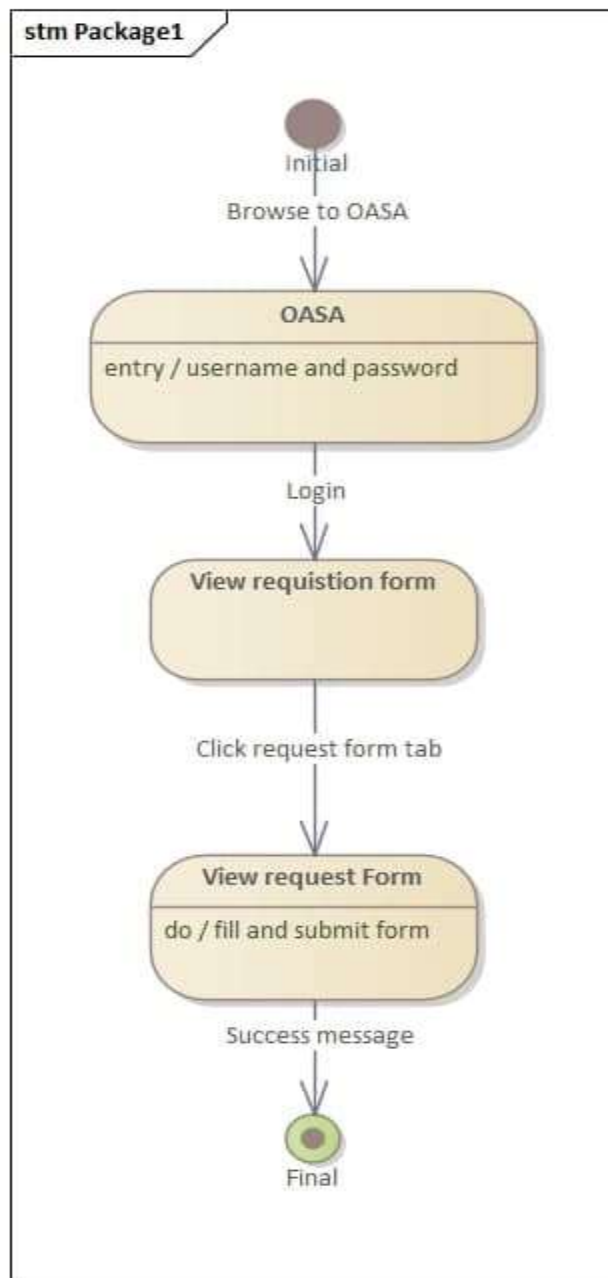 stm Package1
Initial
Browse to OASA
OASA
entry / username and password
Login
View requistion form
Click request form tab
View request Form
do / fill and submit form
Success message
Final